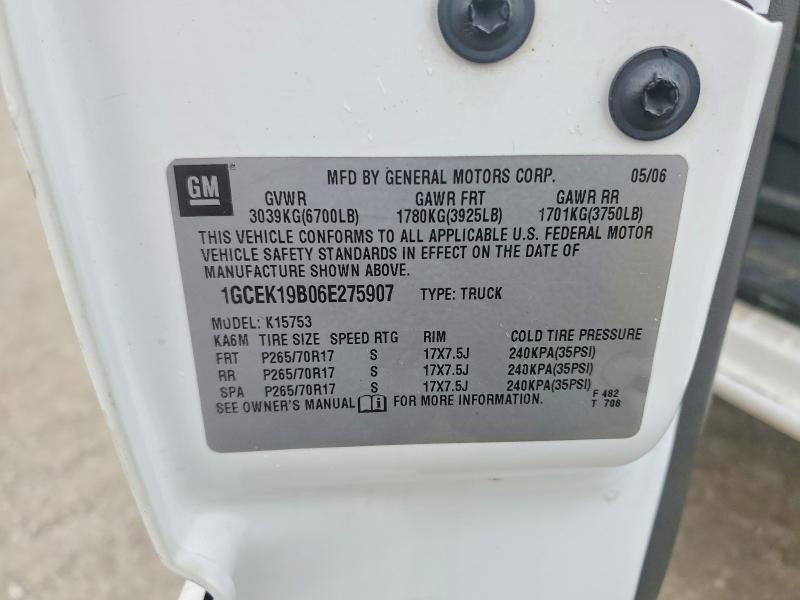 GM
MFD BY GENERAL MOTORS CORP. 05/06
GVWR GAWR FRT GAWR RR
3039KG(6700LB) 1780KG(3925LB) 1701KG(3750LB)
THIS VEHICLE CONFORMS TO ALL APPLICABLE U.S. FEDERAL MOTOR
VEHICLE SAFETY STANDARDS IN EFFECT ON THE DATE OF
MANUFACTURE SHOWN ABOVE.
1GCEK19B06E275907 TYPE: TRUCK
MODEL: K15753
KA6M TIRE SIZE SPEED RTG RIM COLD TIRE PRESSURE
FRT P265/70R17 S 17X7.5J 240KPA(35PSI)
RR P265/70R17 S 17X7.5J 240KPA(35PSI)
SPA P265/70R17 S 17X7.5J 240KPA(35PSI)
SEE OWNER'S MANUAL FOR MORE INFORMATION.
F 482
T 708